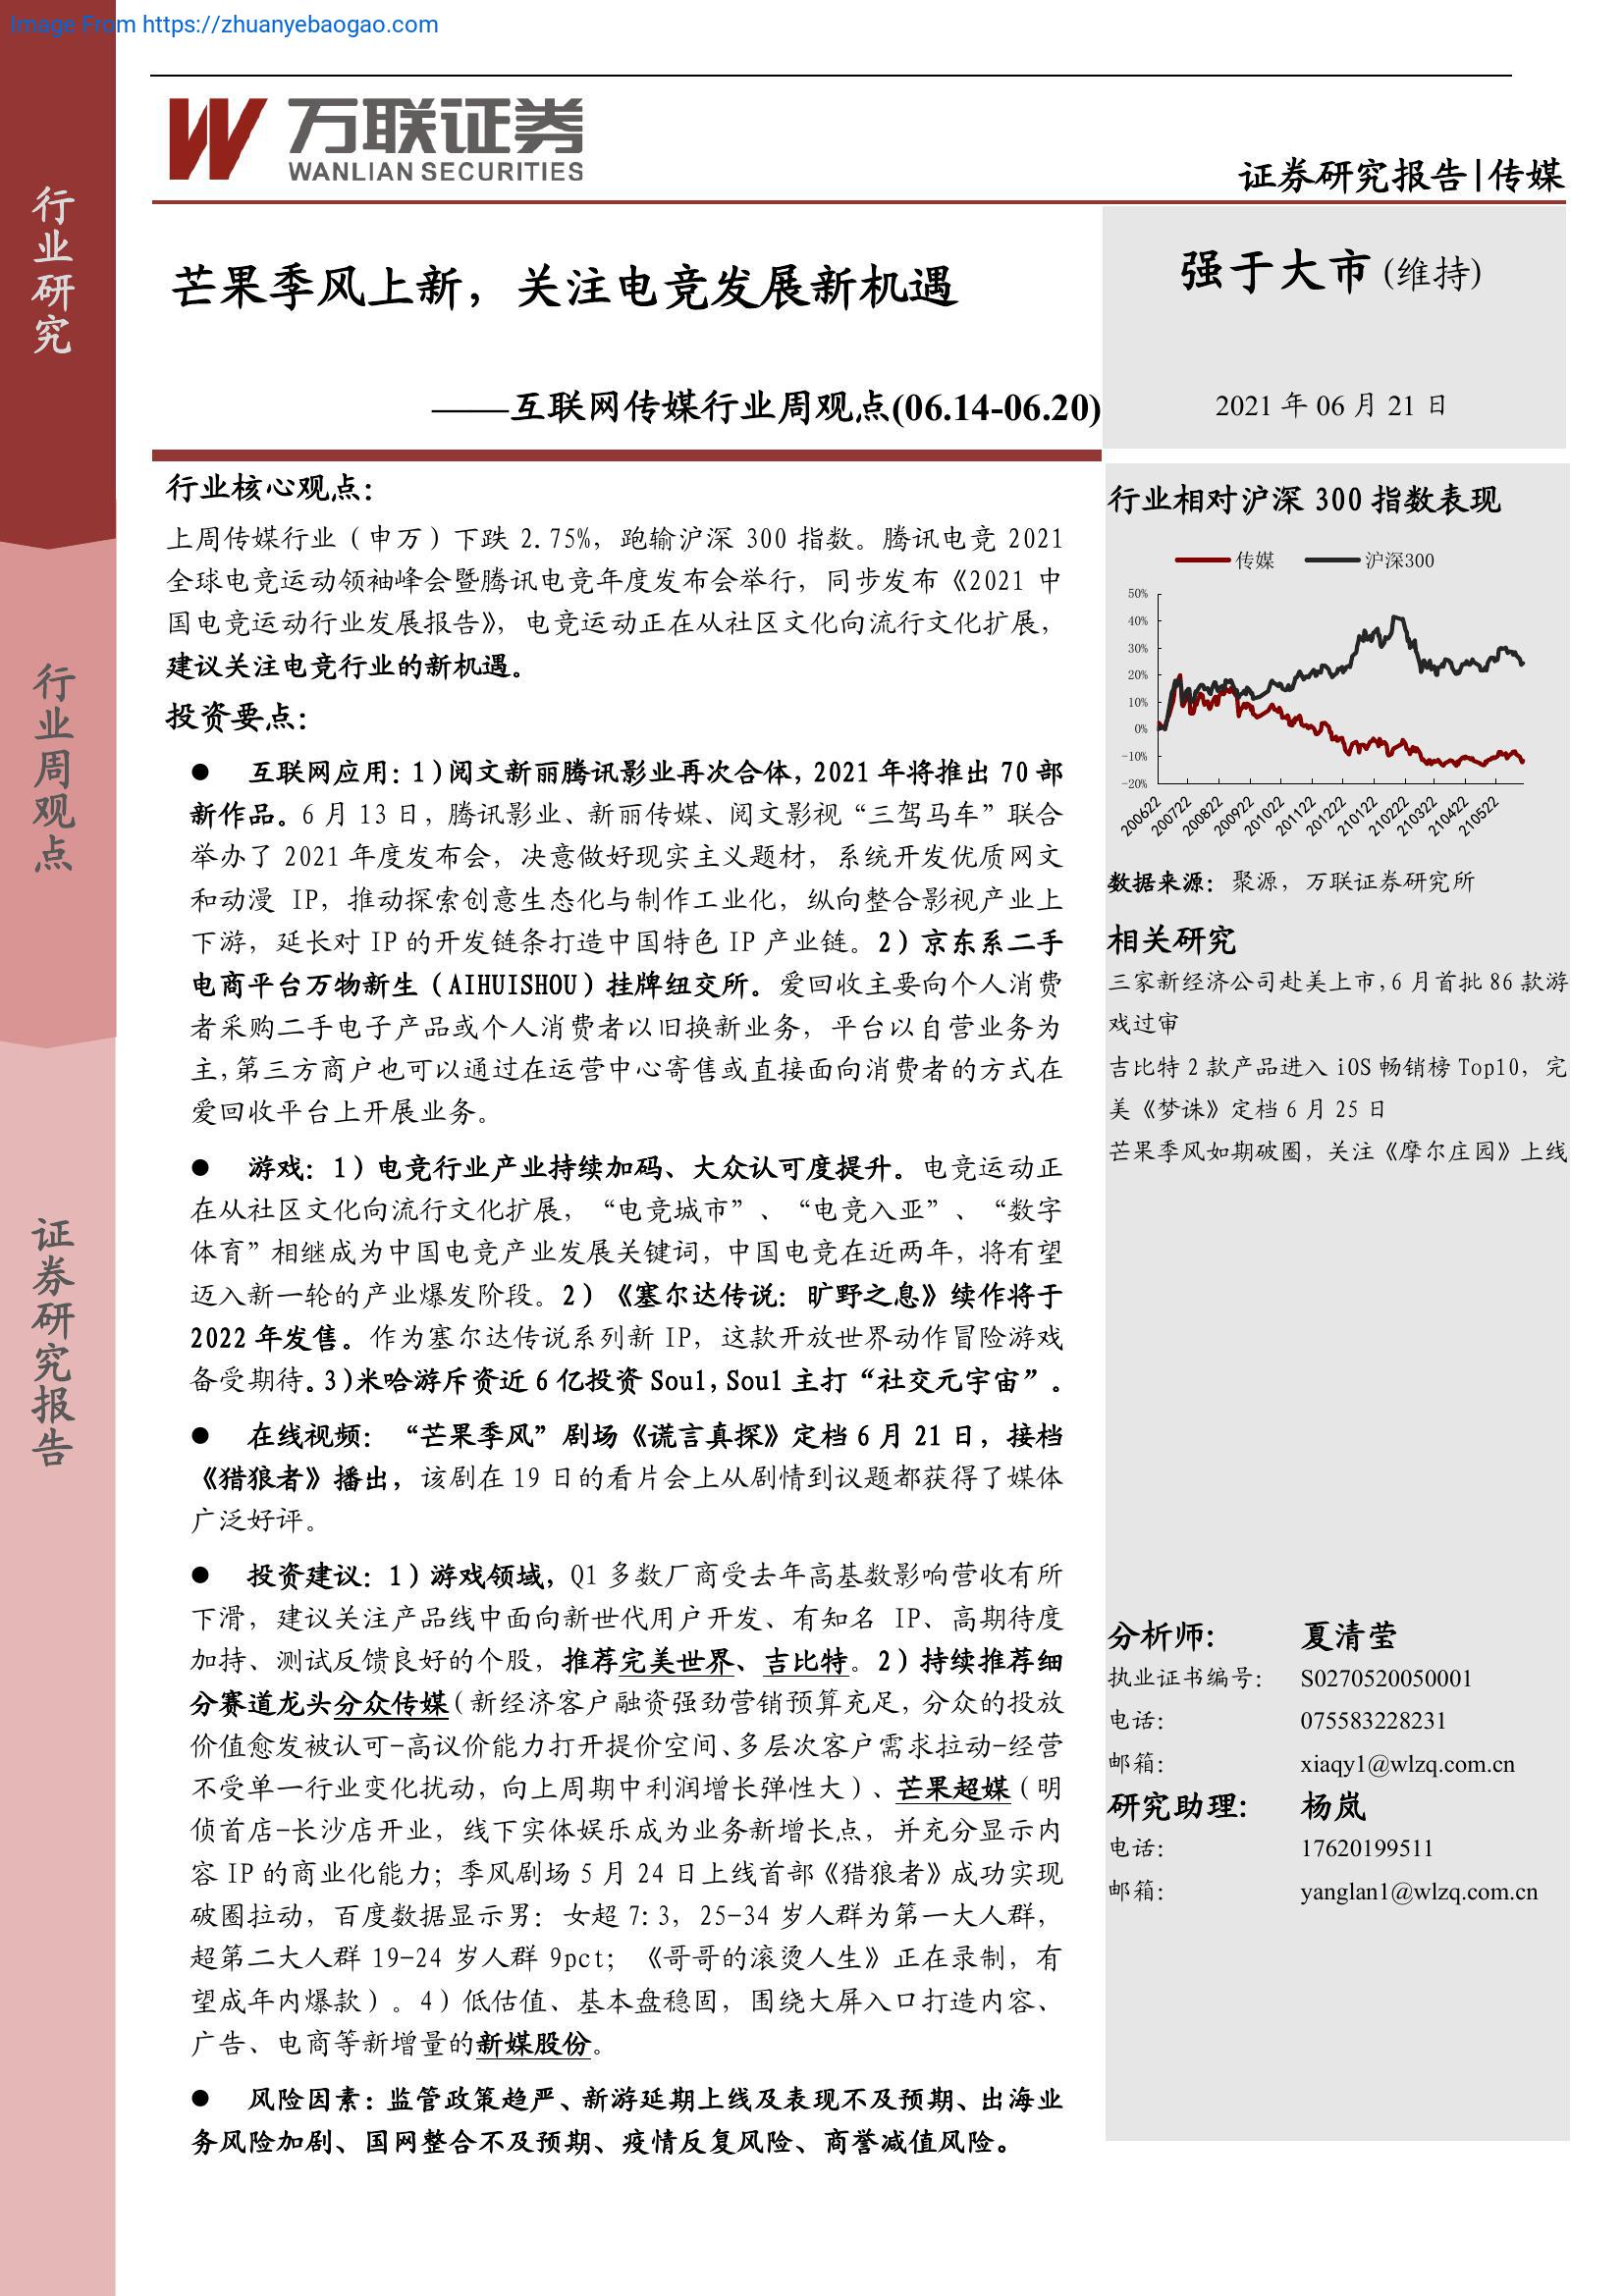 Image From https://zhuanyebaogao.com
万联证券
WANLIAN SECURITIES
证券研究报告|传媒
行业研究
行业周观点
证券研究报告
芒果季风上新，关注电竞发展新机遇
——互联网传媒行业周观点(06.14-06.20)
强于大市(维持)
2021 年 06 月 21 日
行业核心观点：
上周传媒行业（申万）下跌 2.75%，跑输沪深 300 指数。腾讯电竞 2021
全球电竞运动领袖峰会暨腾讯电竞年度发布会举行，同步发布《2021 中
国电竞运动行业发展报告》，电竞运动正在从社区文化向流行文化扩展，
建议关注电竞行业的新机遇。
投资要点：
● 互联网应用：1）阅文新丽腾讯影业再次合体，2021 年将推出 70 部
新作品。6 月 13 日，腾讯影业、新丽传媒、阅文影视“三驾马车”联合
举办了 2021 年度发布会，决意做好现实主义题材，系统开发优质网文
和动漫 IP，推动探索创意生态化与制作工业化，纵向整合影视产业上
下游，延长对 IP 的开发链条打造中国特色 IP 产业链。2）京东系二手
电商平台万物新生（AIHUISHOU）挂牌纽交所。爱回收主要向个人消费
者采购二手电子产品或个人消费者以旧换新业务，平台以自营业务为
主，第三方商户也可以通过在运营中心寄售或直接面向消费者的方式在
爱回收平台上开展业务。
● 游戏：1）电竞行业产业持续加码、大众认可度提升。电竞运动正
在从社区文化向流行文化扩展，“电竞城市”、“电竞入亚”、“数字
体育”相继成为中国电竞产业发展关键词，中国电竞在近两年，将有望
迈入新一轮的产业爆发阶段。2）《塞尔达传说：旷野之息》续作将于
2022 年发售。作为塞尔达传说系列新 IP，这款开放世界动作冒险游戏
备受期待。3）米哈游斥资近 6 亿投资 Soul，Soul 主打“社交元宇宙”。
● 在线视频：“芒果季风”剧场《谎言真探》定档 6 月 21 日，接档
《猎狼者》播出，该剧在 19 日的看片会上从剧情到议题都获得了媒体
广泛好评。
● 投资建议：1）游戏领域，Q1 多数厂商受去年高基数影响营收有所
下滑，建议关注产品线中面向新世代用户开发、有知名 IP、高期待度
加持、测试反馈良好的个股，推荐完美世界、吉比特。2）持续推荐细
分赛道龙头分众传媒（新经济客户融资强劲营销预算充足，分众的投放
价值愈发被认可-高议价能力打开提价空间、多层次客户需求拉动-经营
不受单一行业变化扰动，向上周期中利润增长弹性大）、芒果超媒（明
侦首店-长沙店开业，线下实体娱乐成为业务新增长点，并充分显示内
容 IP 的商业化能力；季风剧场 5 月 24 日上线首部《猎狼者》成功实现
破圈拉动，百度数据显示男：女超 7:3，25-34 岁人群为第一大人群，
超第二大人群 19-24 岁人群 9pct；《哥哥的滚烫人生》正在录制，有
望成年内爆款）。4）低估值、基本盘稳固，围绕大屏入口打造内容、
广告、电商等新增量的新媒股份。
● 风险因素：监管政策趋严、新游延期上线及表现不及预期、出海业
务风险加剧、国网整合不及预期、疫情反复风险、商誉减值风险。
行业相对沪深 300 指数表现
传媒 沪深300
50%
40%
30%
20%
10%
0%
-10%
-20%
200622 200722 200822 200922 201022 201122 201222 210122 210222 210322 210422 210522
数据来源：聚源，万联证券研究所
相关研究
三家新经济公司赴美上市，6 月首批 86 款游
戏过审
吉比特 2 款产品进入 iOS 畅销榜 Top10，完
美《梦诛》定档 6 月 25 日
芒果季风如期破圈，关注《摩尔庄园》上线
分析师： 夏清莹
执业证书编号： S0270520050001
电话： 075583228231
邮箱： xiaqy1@wlzq.com.cn
研究助理： 杨岚
电话： 17620199511
邮箱： yanglan1@wlzq.com.cn